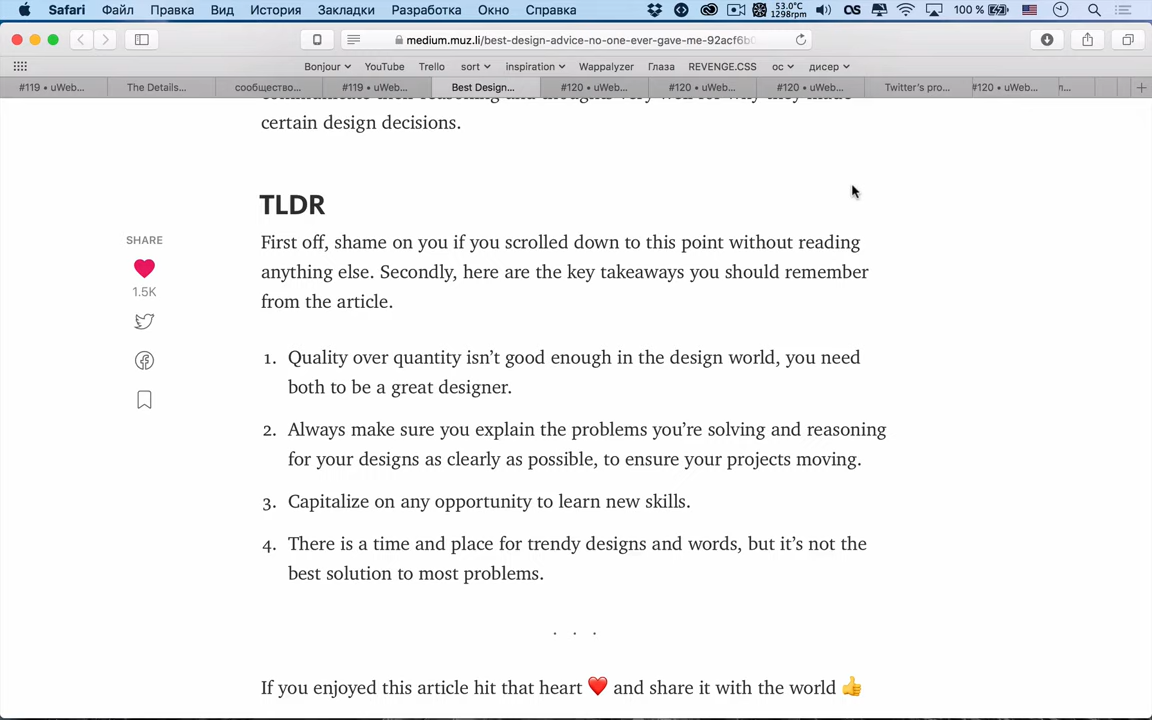 Safari Файл Правка Вид История Закладки Разработка Окно Справка 53.0°C 1298rpm 100 %
medium.muz.li/best-design-advice-no-one-ever-gave-me-92acf6b
Bonjour YouTube Trello sort inspiration Wappalyzer Глаза REVENGE.CSS ос дисер
#119 • uWeb... The Details... сообщество... #119 • uWeb... Best Design... #120 • uWeb... #120 • uWeb... #120 • uWeb... Twitter's pro... #120 • uWeb...
certain design decisions.
TLDR
First off, shame on you if you scrolled down to this point without reading
anything else. Secondly, here are the key takeaways you should remember
from the article.
SHARE
1.5K
1. Quality over quantity isn't good enough in the design world, you need
both to be a great designer.
2. Always make sure you explain the problems you're solving and reasoning
for your designs as clearly as possible, to ensure your projects moving.
3. Capitalize on any opportunity to learn new skills.
4. There is a time and place for trendy designs and words, but it's not the
best solution to most problems.
. . .
If you enjoyed this article hit that heart ❤️ and share it with the world 👍